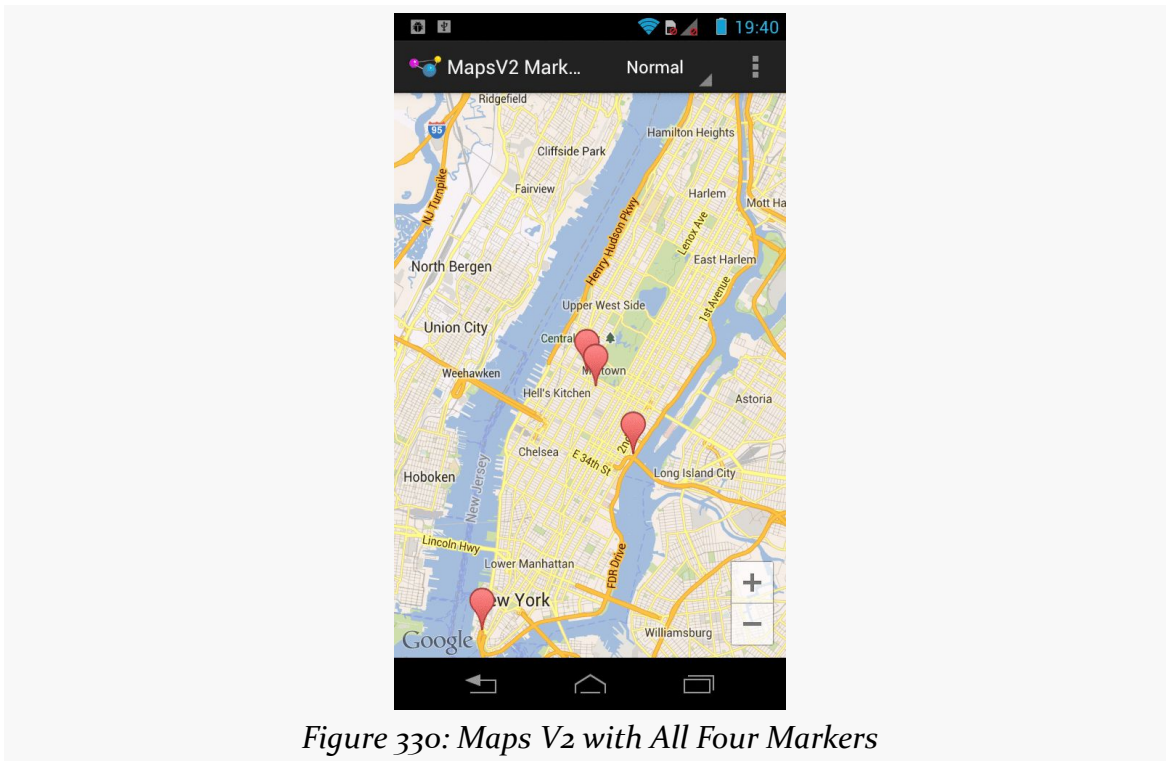 19:40
MapsV2 Mark... Normal
Ridgefield
95
Hamilton Heights
Cliffside Park
Fairview
NJ Turnpike
Harlem
Mott Ha
Lenox Ave
Henry Hudson Pkwy
East Harlem
North Bergen
1st Avenue
Upper West Side
Union City
Central
Weehawken
Hell's Kitchen
Astoria
Chelsea
E 34th St
2nd
Long Island City
Hoboken
New Jersey
Lincoln Hwy
Lower Manhattan
FDR Drive
+
ew York
−
Williamsburg
Google
Figure 330: Maps V2 with All Four Markers